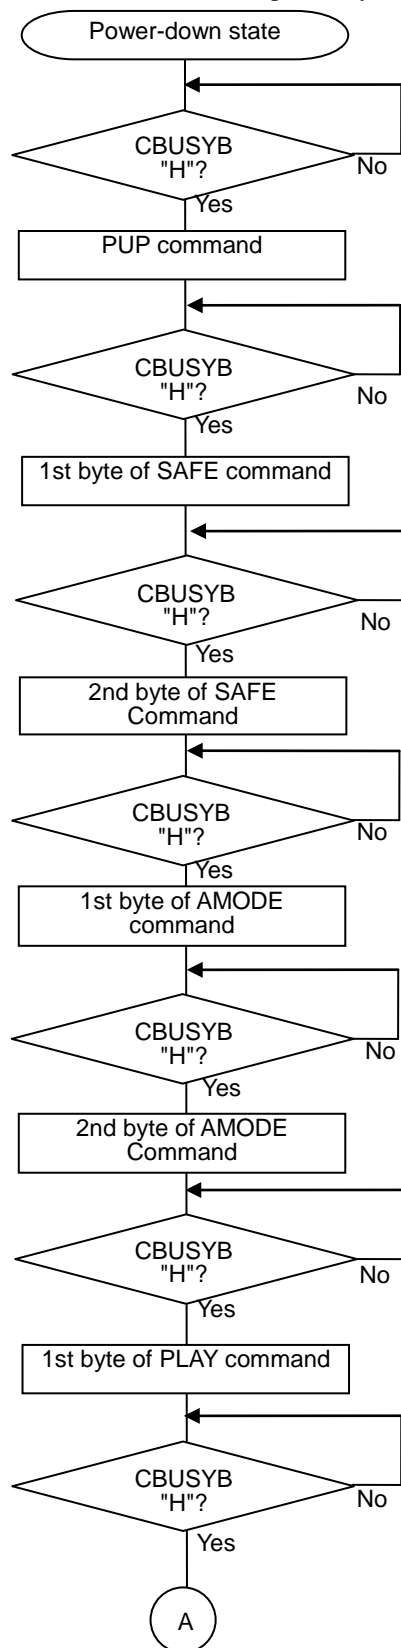 Power-down state
CBUSYB
"H"?
No
Yes
PUP command
CBUSYB
"H"?
No
Yes
1st byte of SAFE command
CBUSYB
"H"?
No
Yes
2nd byte of SAFE
Command
CBUSYB
"H"?
No
Yes
1st byte of AMODE
command
CBUSYB
"H"?
No
Yes
2nd byte of AMODE
Command
CBUSYB
"H"?
No
Yes
1st byte of PLAY command
CBUSYB
"H"?
No
Yes
A